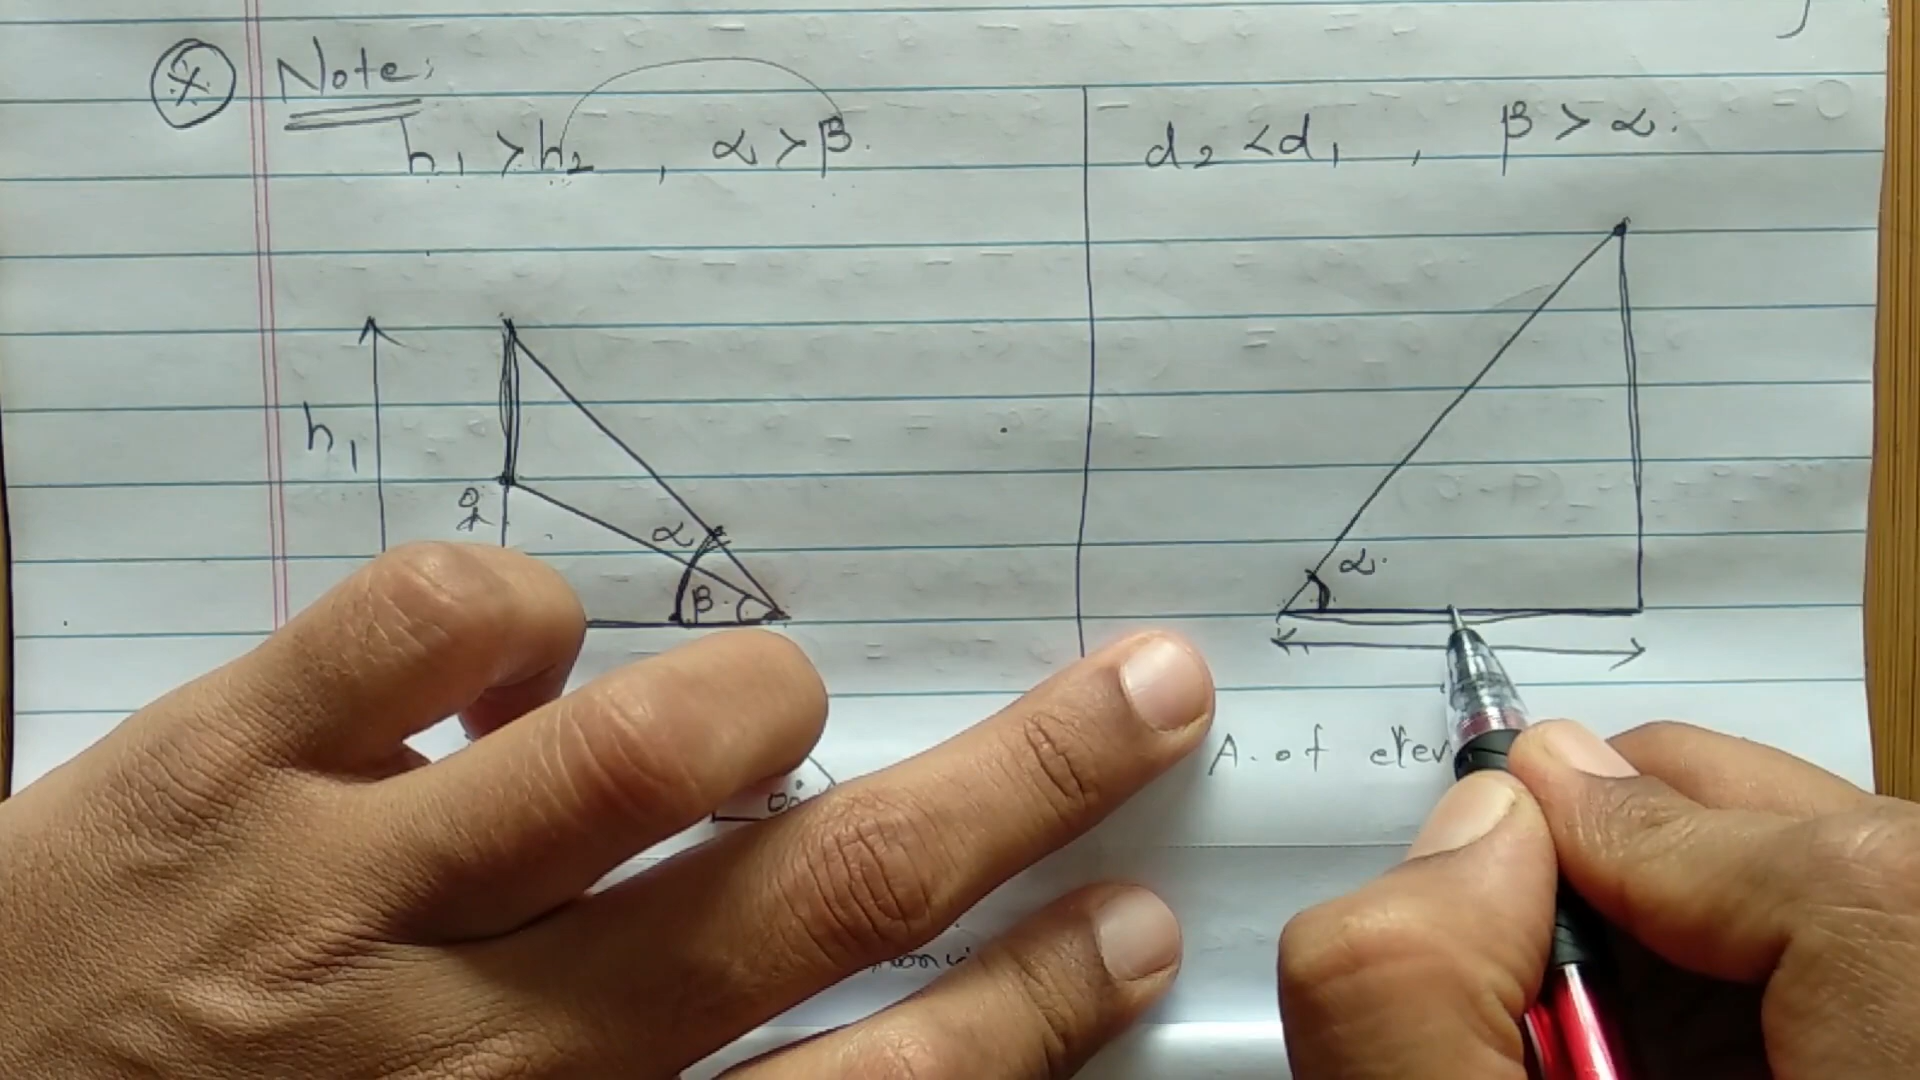 Note:
h1 > h2 , α > β.
d2 < d1 , β > α.
h1
α
β
α.
A. of elev